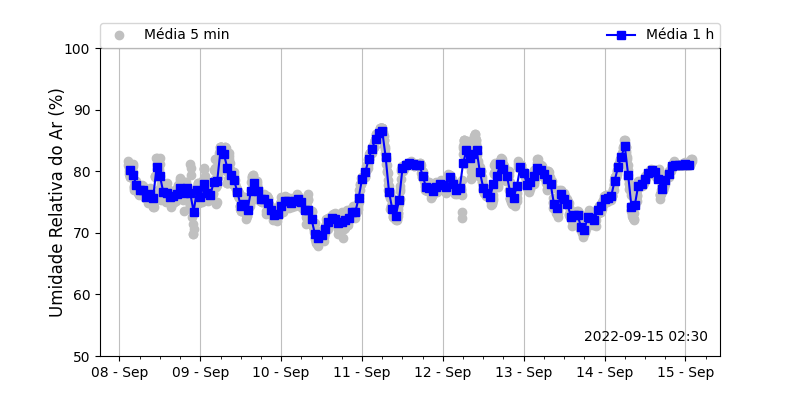 Média 5 min
Média 1 h
100
90
80
70
60
50
Umidade Relativa do Ar (%)
2022-09-15 02:30
08 - Sep
09 - Sep
10 - Sep
11 - Sep
12 - Sep
13 - Sep
14 - Sep
15 - Sep